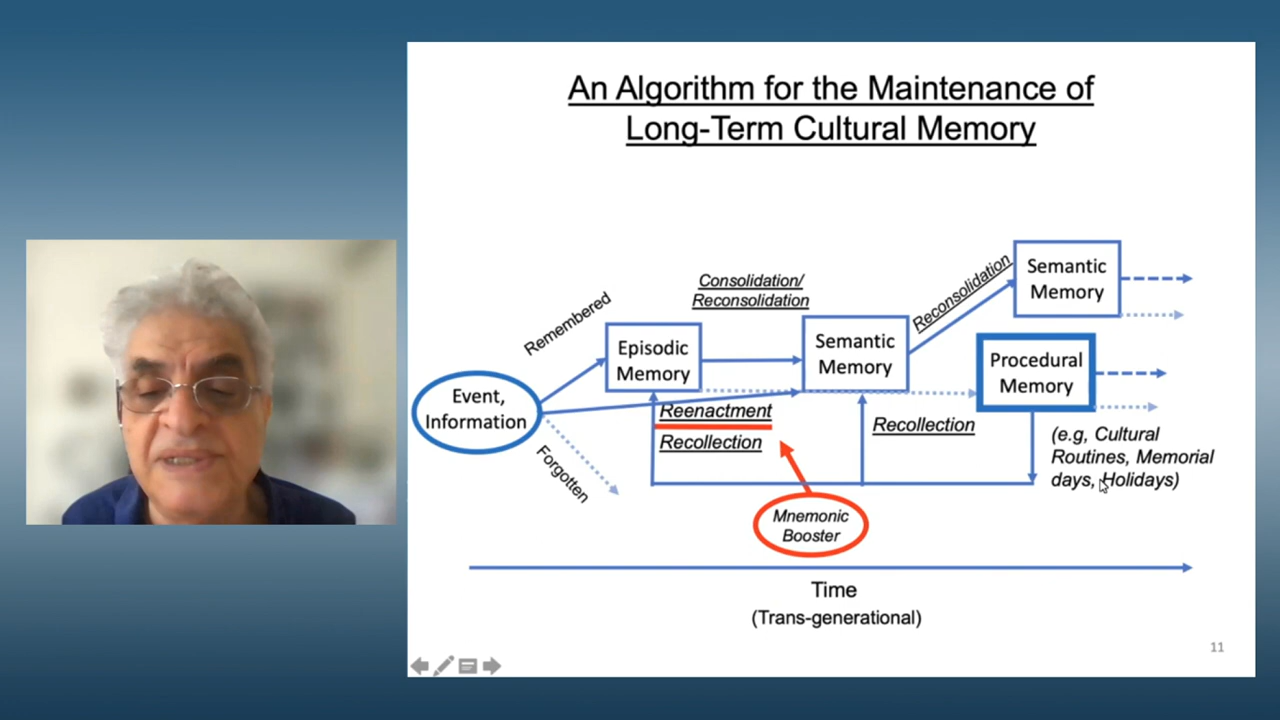 An Algorithm for the Maintenance of
Long-Term Cultural Memory
Event,
Information
Remembered
Forgotten
Episodic
Memory
Consolidation/
Reconsolidation
Semantic
Memory
Reconsolidation
Semantic
Memory
Procedural
Memory
Reenactment
Recollection
Recollection
(e.g, Cultural
Routines, Memorial
days, Holidays)
Mnemonic
Booster
Time
(Trans-generational)
11